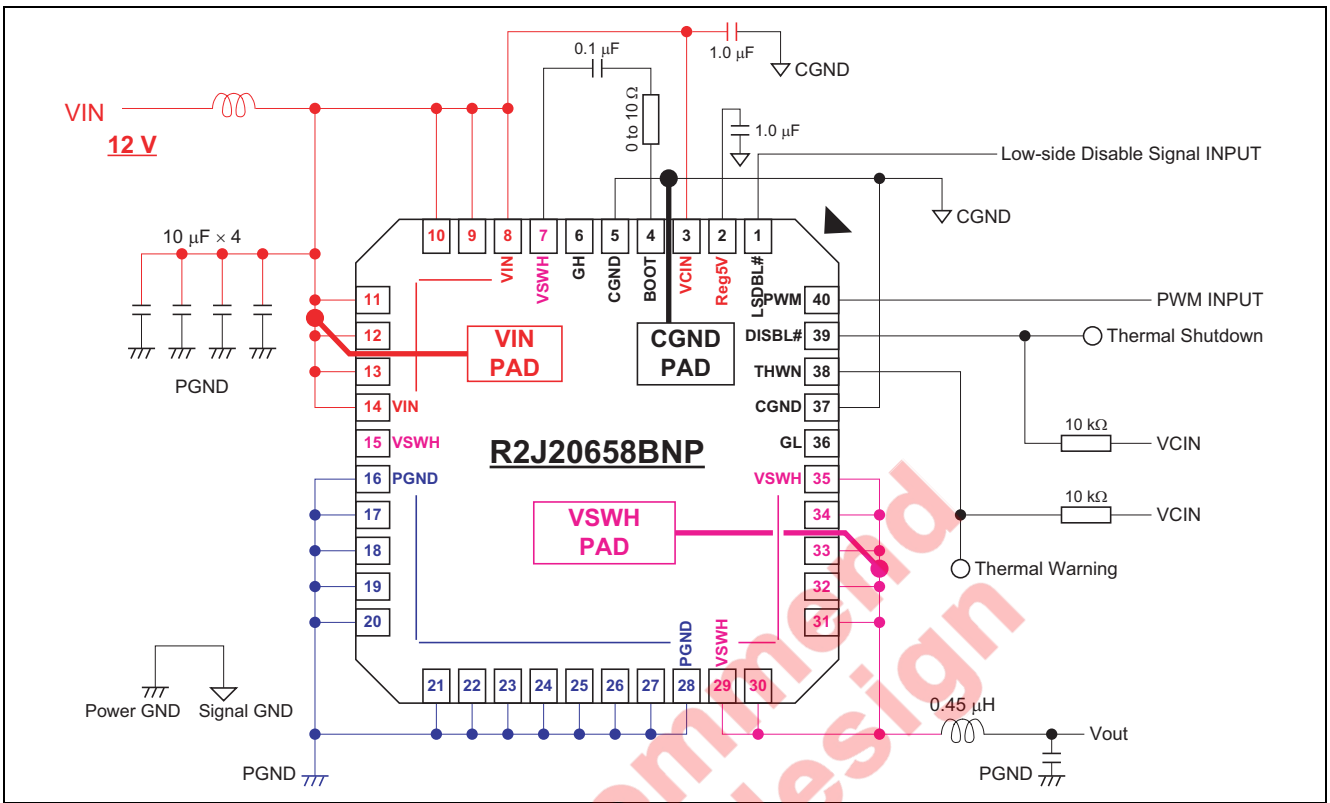 0.1 μF
1.0 μF
CGND
VIN
12 V
0 to 10 Ω
1.0 μF
Low-side Disable Signal INPUT
CGND
10 μF × 4
PGND
10
9
8
7
6
5
4
3
2
1
VIN
VSWH
GH
CGND
BOOT
VCIN
Reg5V
LSDBL#
11
12
13
14 VIN
15 VSWH
16 PGND
17
18
19
20
VIN
PAD
CGND
PAD
R2J20658BNP
VSWH
PAD
PWM 40
PWM INPUT
DISBL# 39
Thermal Shutdown
THWN 38
CGND 37
10 kΩ
VCIN
GL 36
VSWH 35
34
10 kΩ
VCIN
33
Thermal Warning
32
31
PGND
VSWH
21
22
23
24
25
26
27
28
29
30
Power GND
Signal GND
PGND
0.45 μH
Vout
PGND
design